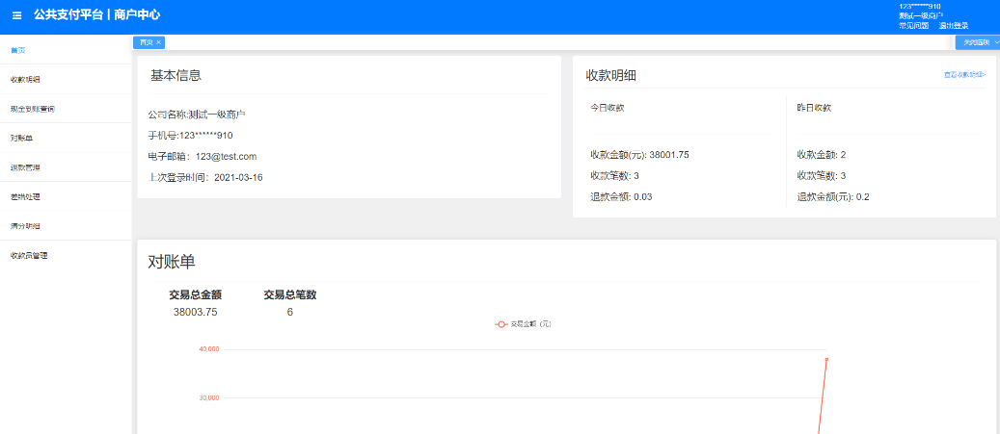 公共支付平台 | 商户中心
123******910
测试一级商户
常见问题 退出登录
首页
关闭选项
首页
收款明细
现金到账查询
对账单
退款管理
差错处理
清分明细
收款员管理
基本信息
公司名称:测试一级商户
手机号:123******910
电子邮箱：123@test.com
上次登录时间：2021-03-16
收款明细
查看收款明细>
今日收款
收款金额(元): 38001.75
收款笔数: 3
退款金额: 0.03
昨日收款
收款金额: 2
收款笔数: 3
退款金额(元): 0.2
对账单
交易总金额 交易总笔数
38003.75 6
交易金额（元）
40,000
30,000